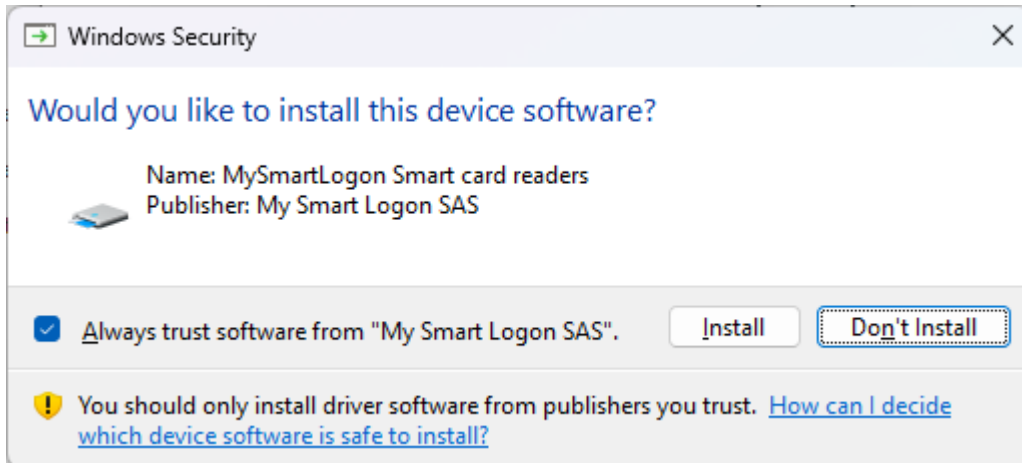 Windows Security
Would you like to install this device software?
Name: MySmartLogon Smart card readers
Publisher: My Smart Logon SAS
Always trust software from "My Smart Logon SAS".
Install
Don't Install
You should only install driver software from publishers you trust. How can I decide
which device software is safe to install?